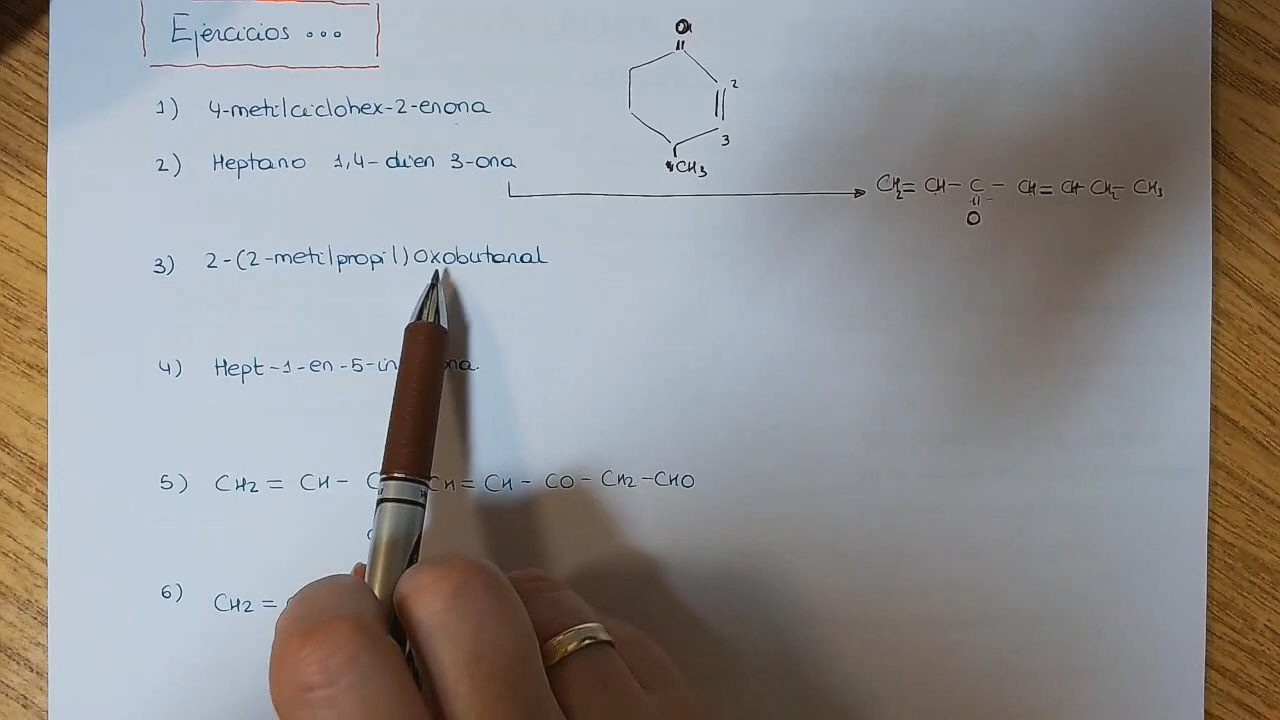 Ejercicios ...
1) 4-metilciclohex-2-enona
O
2
3
4CH3
2) Heptano 1,4-dien 3-ona
CH2= CH- C - CH=CH-CH2- CH3
O
3) 2-(2-metilpropil)oxobutanal
4) Hept-1-en-5-in
5) CH2 = CH- CH=CH- CO- CH2-CHO
6) CH2 =